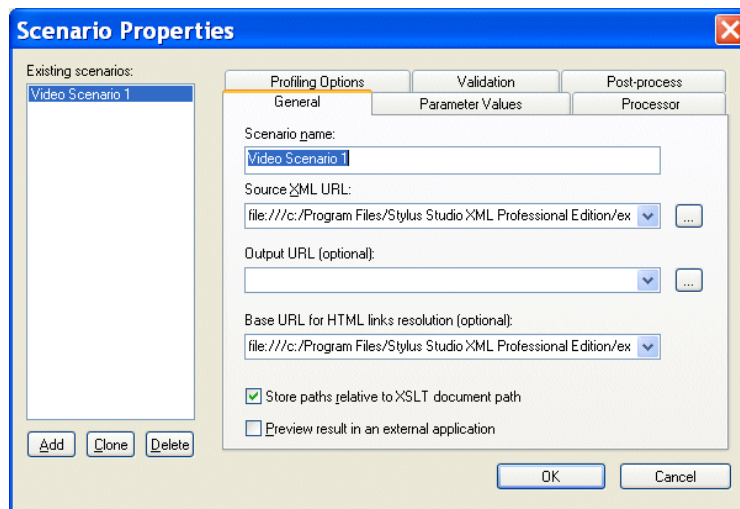 Scenario Properties
Existing scenarios:
Video Scenario 1
Add Clone Delete
Profiling Options Validation Post-process
General Parameter Values Processor
Scenario name:
Video Scenario 1
Source XML URL:
file:///c:/Program Files/Stylus Studio XML Professional Edition/ex
...
Output URL (optional):
...
Base URL for HTML links resolution (optional):
file:///c:/Program Files/Stylus Studio XML Professional Edition/ex
Store paths relative to XSLT document path
Preview result in an external application
OK Cancel